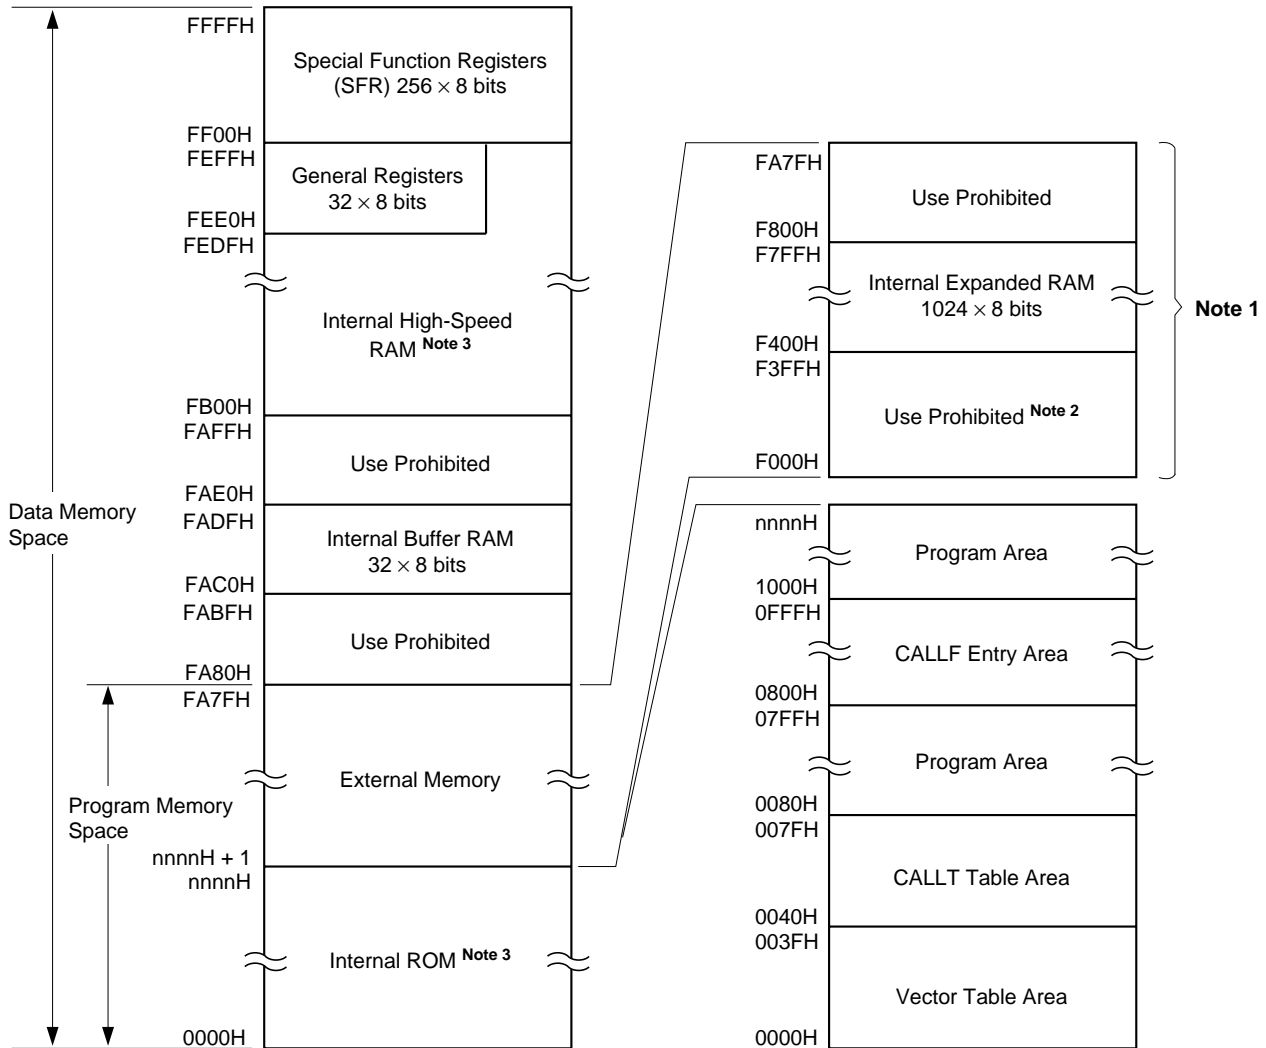 FFFFH
Special Function Registers
(SFR) 256 × 8 bits
FF00H
FEFFH
General Registers
32 × 8 bits
FEE0H
FEDFH
Internal High-Speed
RAM Note 3
FB00H
FAFFH
Use Prohibited
FAE0H
FADFH
Internal Buffer RAM
32 × 8 bits
FAC0H
FABFH
Use Prohibited
FA80H
FA7FH
External Memory
nnnnH + 1
nnnnH
Internal ROM Note 3
0000H
Data Memory
Space
Program Memory
Space
FA7FH
Use Prohibited
F800H
F7FFH
Internal Expanded RAM
1024 × 8 bits
F400H
F3FFH
Use Prohibited Note 2
F000H
Note 1
nnnnH
Program Area
1000H
0FFFH
CALLF Entry Area
0800H
07FFH
Program Area
0080H
007FH
CALLT Table Area
0040H
003FH
Vector Table Area
0000H